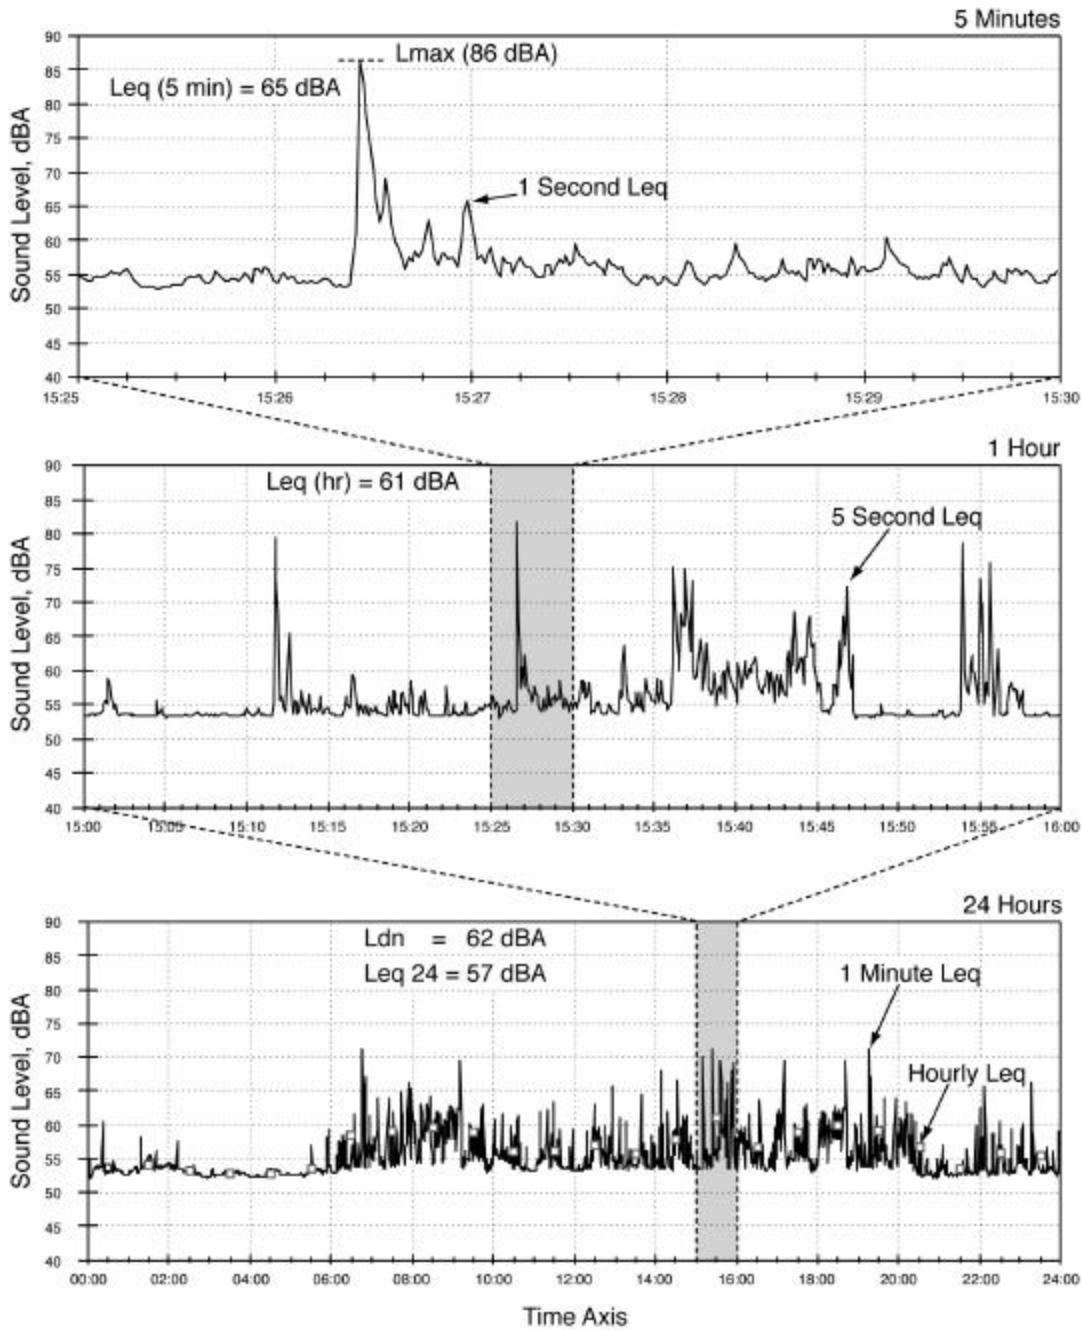 5 Minutes
Lmax (86 dBA)
Leq (5 min) = 65 dBA
1 Second Leq
Sound Level, dBA
90
85
80
75
70
65
60
55
50
45
40
15:25 15:26 15:27 15:28 15:29 15:30
1 Hour
Leq (hr) = 61 dBA
5 Second Leq
Sound Level, dBA
90
85
80
75
70
65
60
55
50
45
40
15:00 15:05 15:10 15:15 15:20 15:25 15:30 15:35 15:40 15:45 15:50 15:55 16:00
24 Hours
Ldn = 62 dBA
Leq 24 = 57 dBA
1 Minute Leq
Hourly Leq
Sound Level, dBA
90
85
80
75
70
65
60
55
50
45
40
00:00 02:00 04:00 06:00 08:00 10:00 12:00 14:00 16:00 18:00 20:00 22:00 24:00
Time Axis